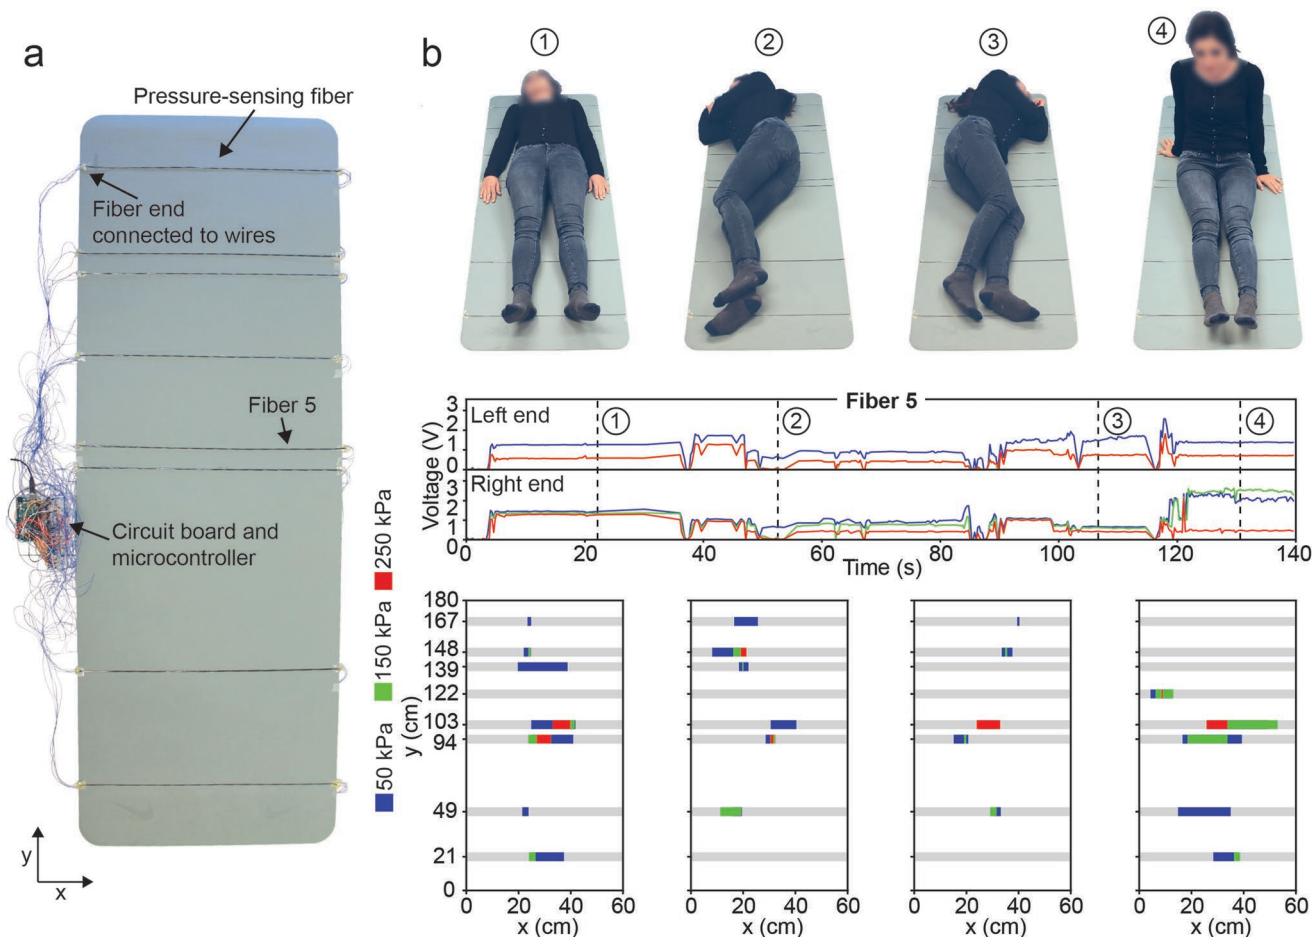 a
Pressure-sensing fiber
Fiber end
connected to wires
Fiber 5
Circuit board and
microcontroller
y
x
b
1
2
3
4
Fiber 5
Left end
1
2
3
4
Right end
Voltage (V)
3
2
1
0
3
2
1
0
0
20
40
60
80
100
120
140
Time (s)
50 kPa
150 kPa
250 kPa
y (cm)
180
167
148
139
122
103
94
49
21
0
0 20 40 60
0 20 40 60
0 20 40 60
0 20 40 60
x (cm)
x (cm)
x (cm)
x (cm)